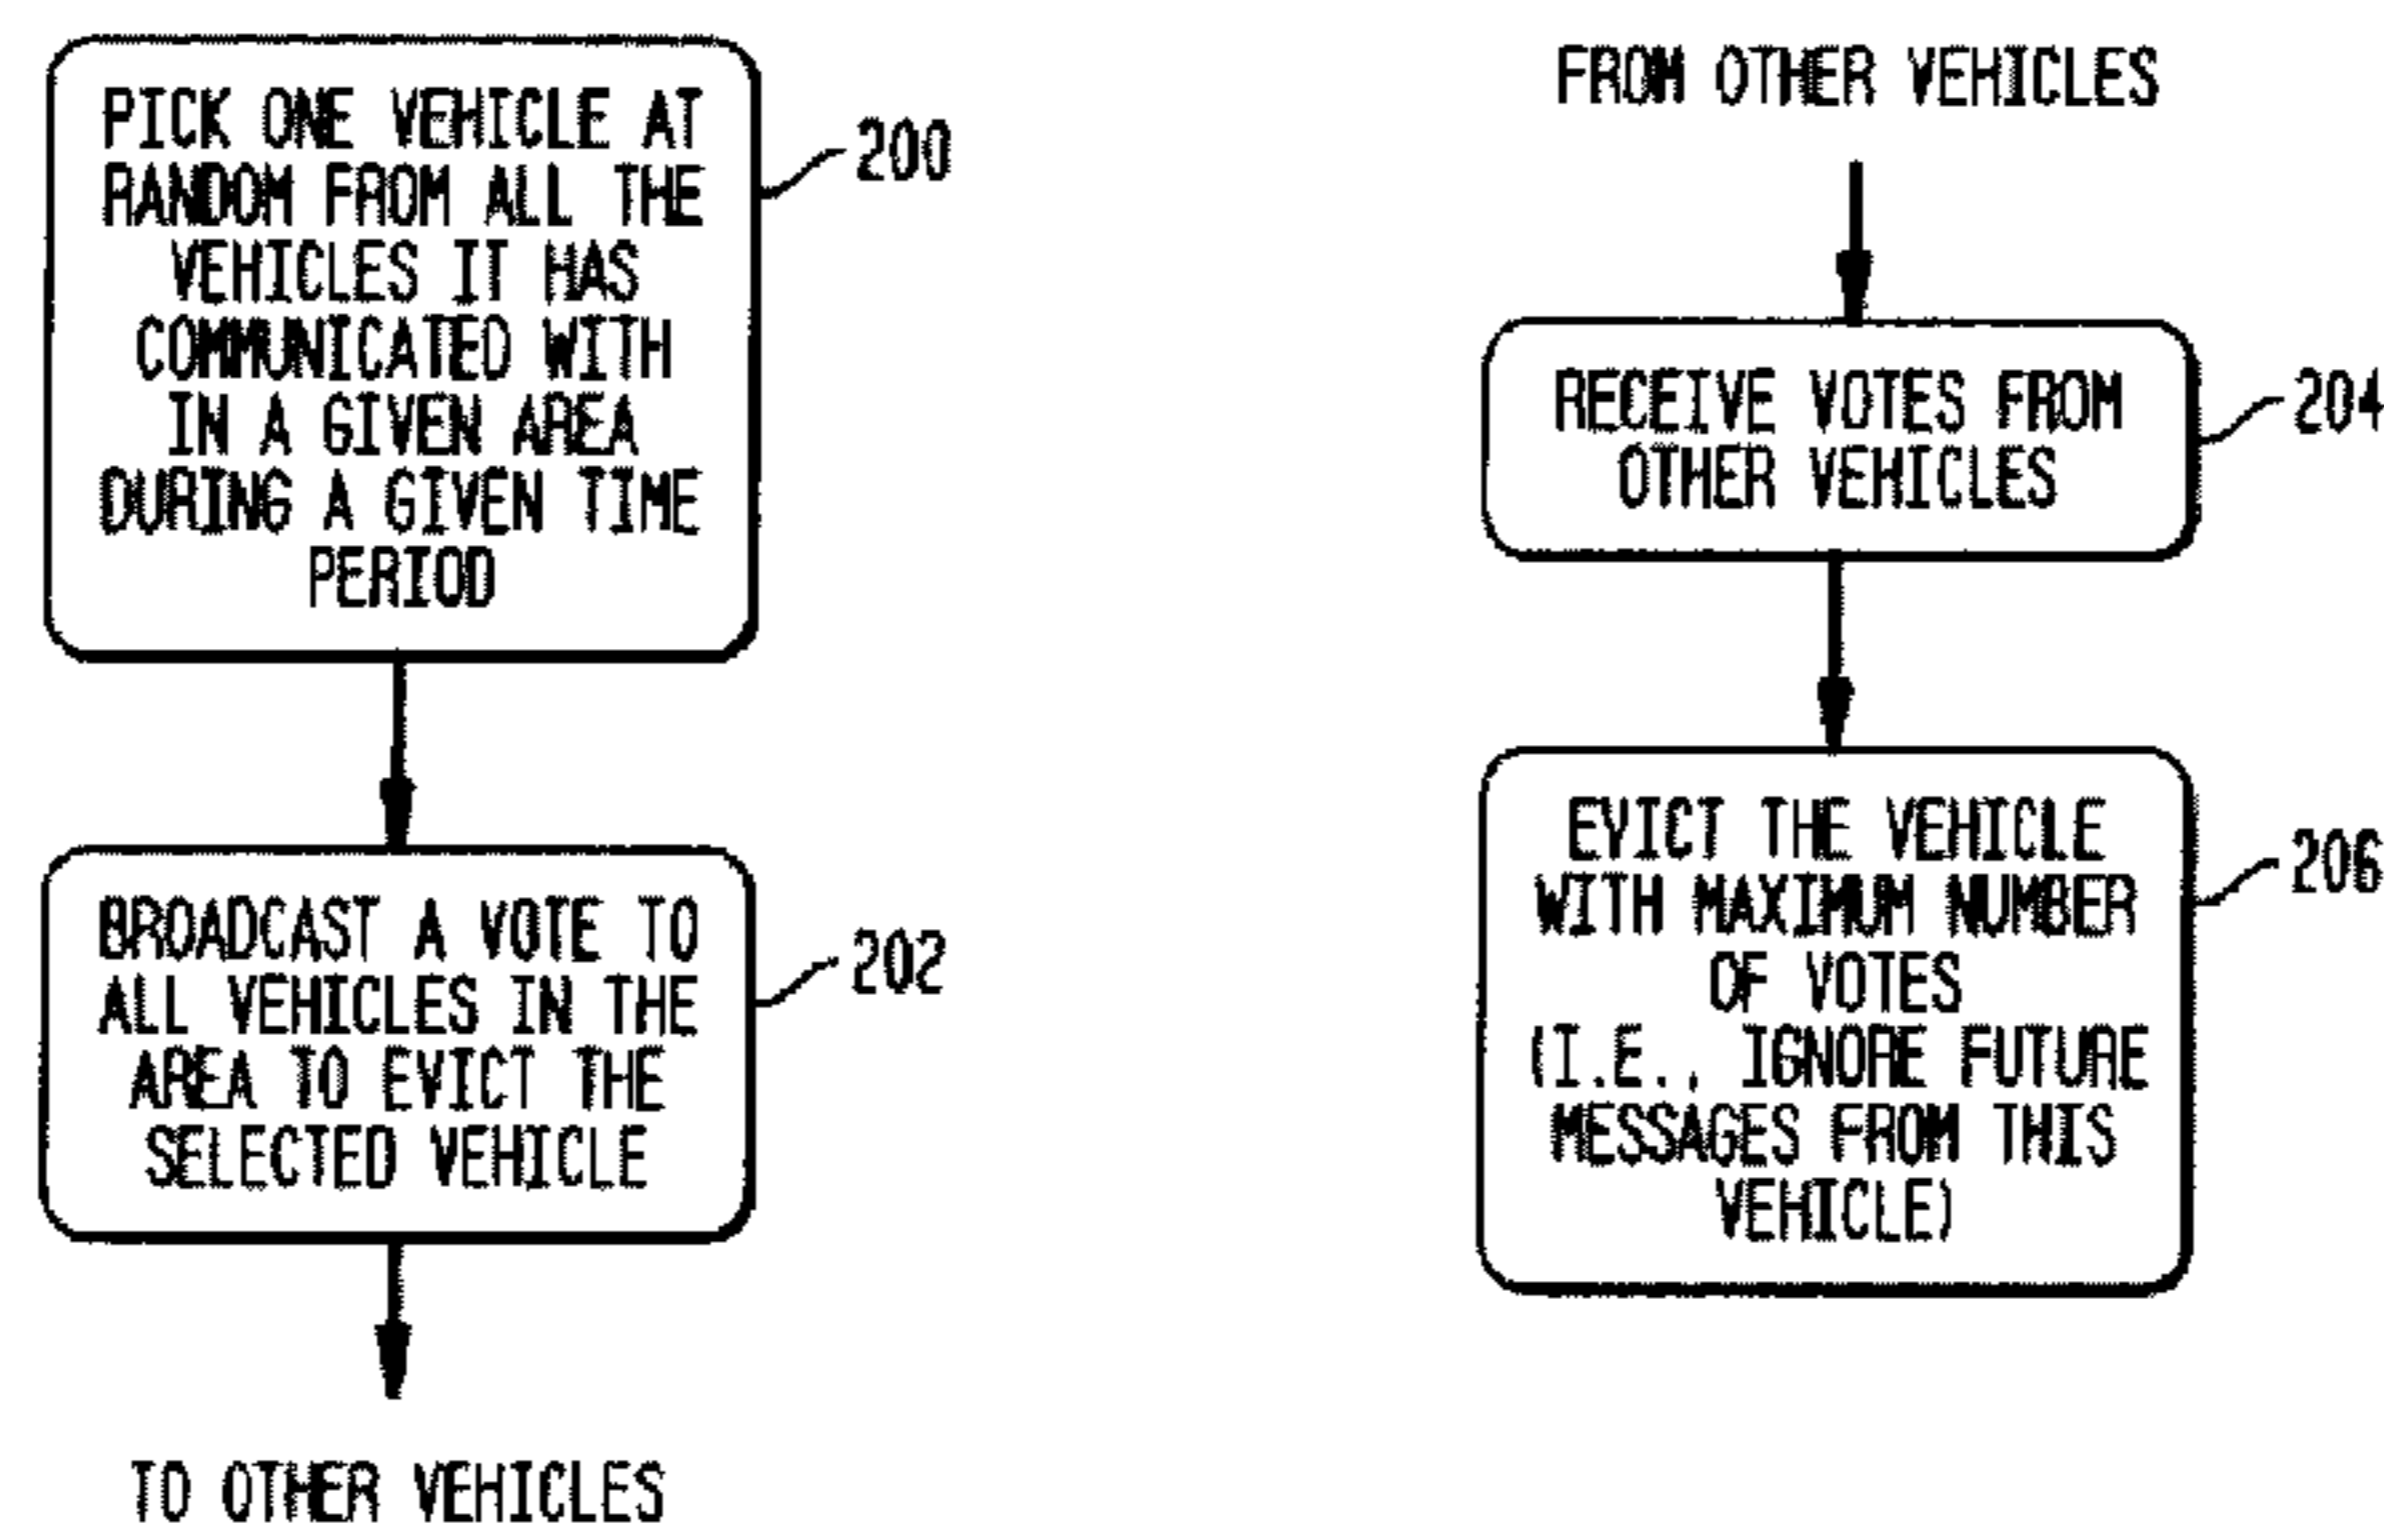 PICK ONE VEHICLE AT
RANDOM FROM ALL THE
VEHICLES IT HAS
COMMUNICATED WITH
IN A GIVEN AREA
DURING A GIVEN TIME
PERIOD
200
BROADCAST A VOTE TO
ALL VEHICLES IN THE
AREA TO EVICT THE
SELECTED VEHICLE
202
TO OTHER VEHICLES
FROM OTHER VEHICLES
RECEIVE VOTES FROM
OTHER VEHICLES
204
EVICT THE VEHICLE
WITH MAXIMUM NUMBER
OF VOTES
(I.E., IGNORE FUTURE
MESSAGES FROM THIS
VEHICLE)
206